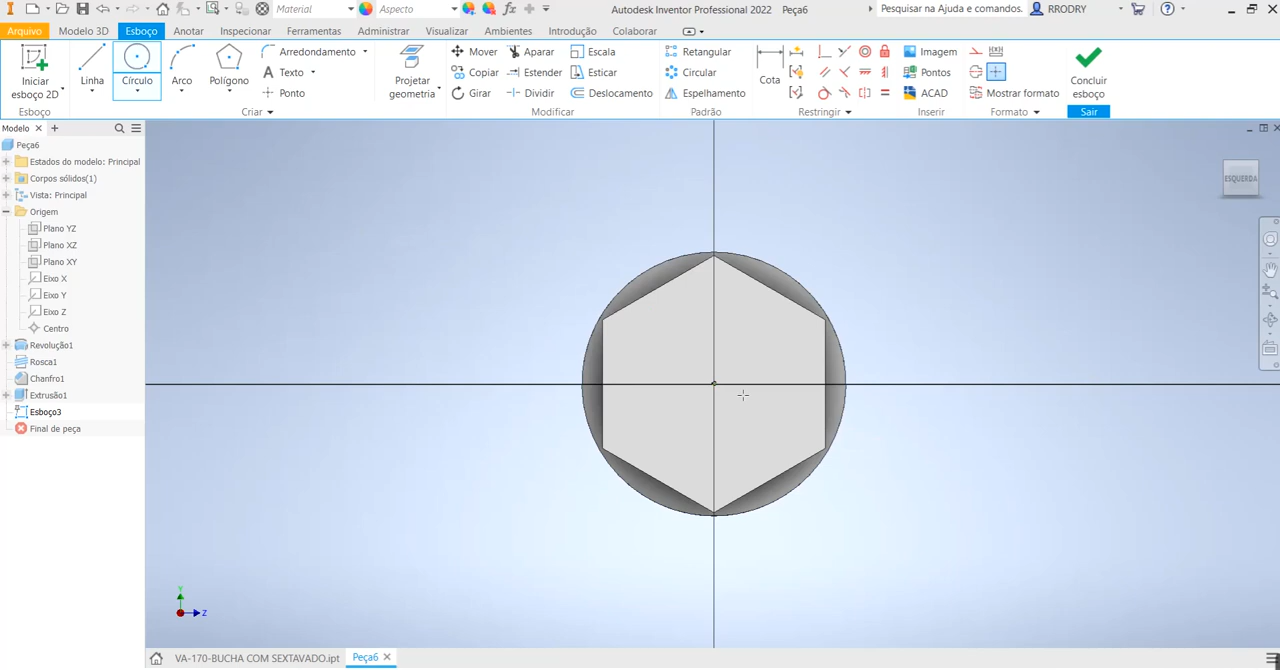 Material
Aspecto
fx
Autodesk Inventor Professional 2022 Peça6
Pesquisar na Ajuda e comandos.
RRODRY
Arquivo
Modelo 3D
Esboço
Anotar
Inspecionar
Ferramentas
Administrar
Visualizar
Ambientes
Introdução
Colaborar
Iniciar
esboço 2D
Linha
Círculo
Arco
Polígono
Arredondamento
Texto
Ponto
Projetar
geometria
Mover
Copiar
Girar
Aparar
Estender
Dividir
Escala
Esticar
Deslocamento
Retangular
Circular
Espelhamento
Cota
Imagem
Pontos
ACAD
Mostrar formato
Concluir
esboço
Esboço
Criar
Modificar
Padrão
Restringir
Inserir
Formato
Sair
Modelo
Peça6
Estados do modelo: Principal
Corpos sólidos(1)
Vista: Principal
Origem
Plano YZ
Plano XZ
Plano XY
Eixo X
Eixo Y
Eixo Z
Centro
Revolução1
Rosca1
Chanfro1
Extrusão1
Esboço3
Final de peça
ESQUERDA
Y
Z
VA-170-BUCHA COM SEXTAVADO.ipt
Peça6